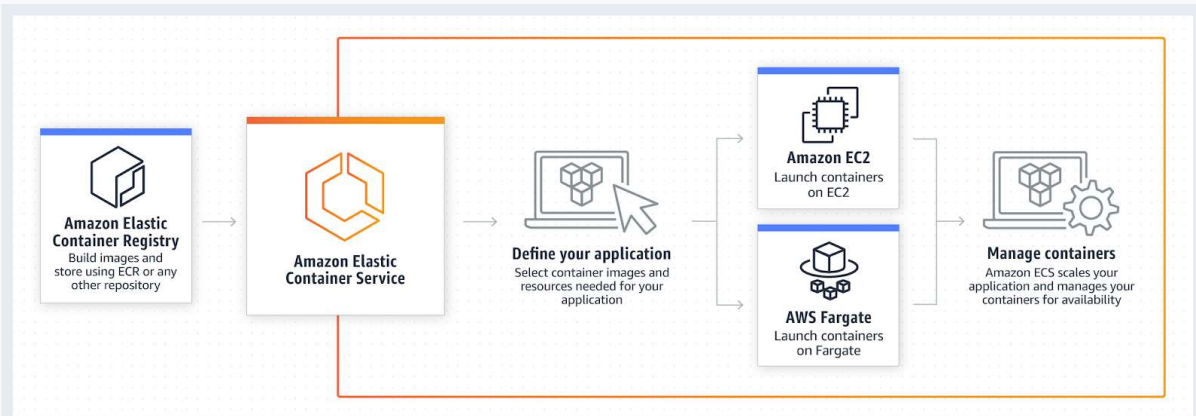 Amazon Elastic
Container Registry
Build images and
store using ECR or any
other repository
Amazon Elastic
Container Service
Define your application
Select container images and
resources needed for your
application
Amazon EC2
Launch containers
on EC2
AWS Fargate
Launch containers
on Fargate
Manage containers
Amazon ECS scales your
application and manages your
containers for availability